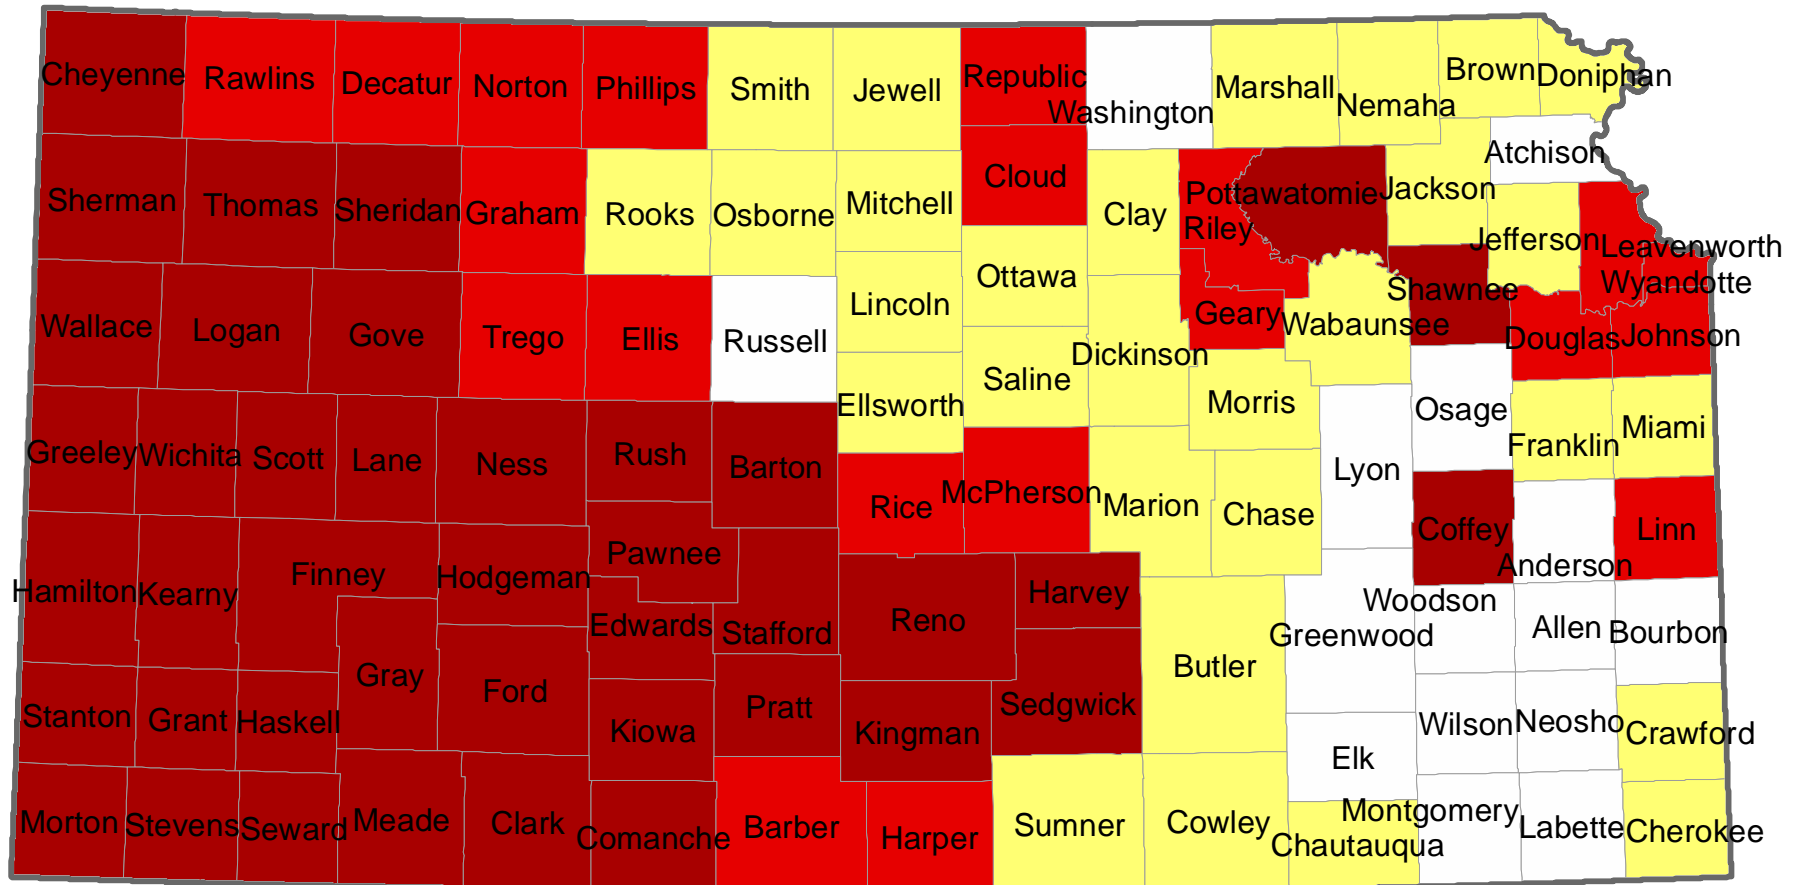 Cheyenne
Rawlins
Decatur
Norton
Phillips
Smith
Jewell
Republic
Washington
Marshall
Nemaha
Brown
Doniphan
Sherman
Thomas
Sheridan
Graham
Rooks
Osborne
Mitchell
Cloud
Clay
Riley
Pottawatomie
Jackson
Atchison
Jefferson
Leavenworth
Wyandotte
Wallace
Logan
Gove
Trego
Ellis
Russell
Lincoln
Ottawa
Saline
Dickinson
Geary
Wabaunsee
Shawnee
Douglas
Johnson
Ellsworth
Morris
Osage
Franklin
Miami
Greeley
Wichita
Scott
Lane
Ness
Rush
Barton
Rice
McPherson
Marion
Chase
Lyon
Coffey
Anderson
Linn
Hamilton
Kearny
Finney
Hodgeman
Pawnee
Edwards
Stafford
Reno
Harvey
Butler
Greenwood
Woodson
Allen
Bourbon
Stanton
Grant
Haskell
Gray
Ford
Kiowa
Pratt
Kingman
Sedgwick
Elk
Wilson
Neosho
Crawford
Morton
Stevens
Seward
Meade
Clark
Comanche
Barber
Harper
Sumner
Cowley
Chautauqua
Montgomery
Labette
Cherokee